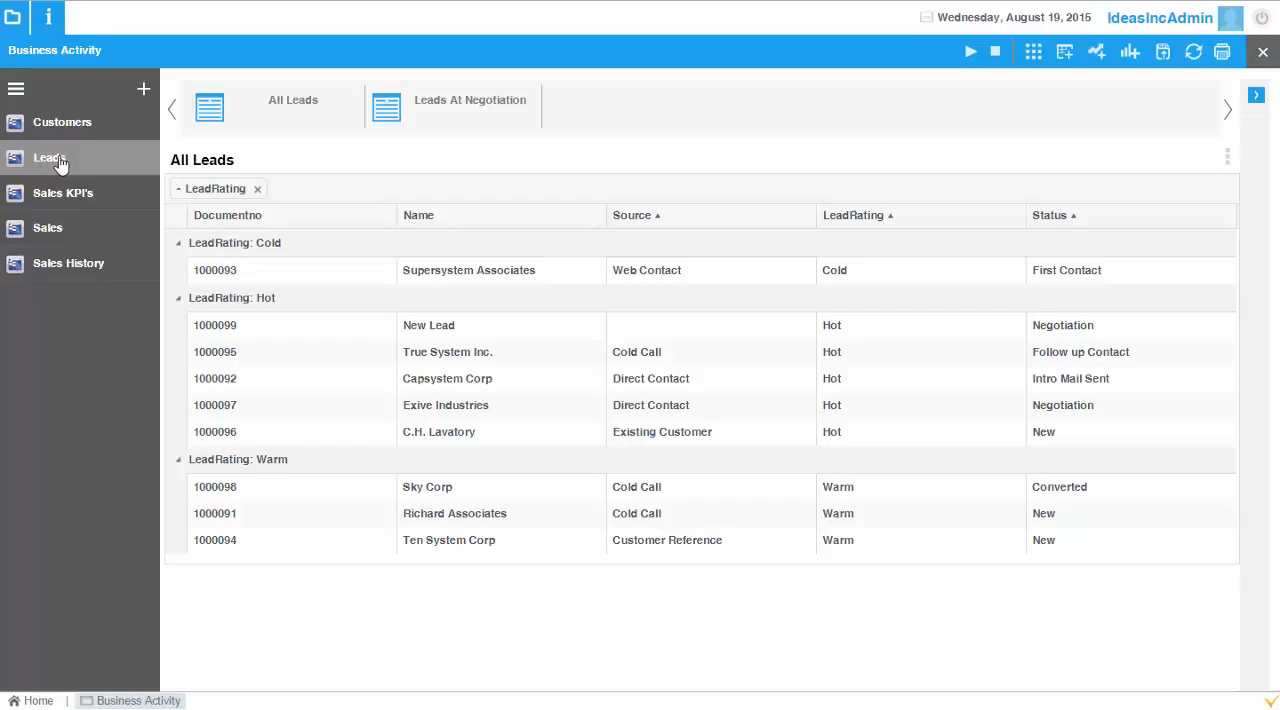 Wednesday, August 19, 2015 IdeasIncAdmin
Business Activity
Customers
Leads
Sales KPI's
Sales
Sales History
All Leads
Leads At Negotiation
All Leads
LeadRating
Documentno Name Source LeadRating Status
LeadRating: Cold
1000093 Supersystem Associates Web Contact Cold First Contact
LeadRating: Hot
1000099 New Lead Hot Negotiation
1000095 True System Inc. Cold Call Hot Follow up Contact
1000092 Capsystem Corp Direct Contact Hot Intro Mail Sent
1000097 Exive Industries Direct Contact Hot Negotiation
1000096 C.H. Lavatory Existing Customer Hot New
LeadRating: Warm
1000098 Sky Corp Cold Call Warm Converted
1000091 Richard Associates Cold Call Warm New
1000094 Ten System Corp Customer Reference Warm New
Home | Business Activity